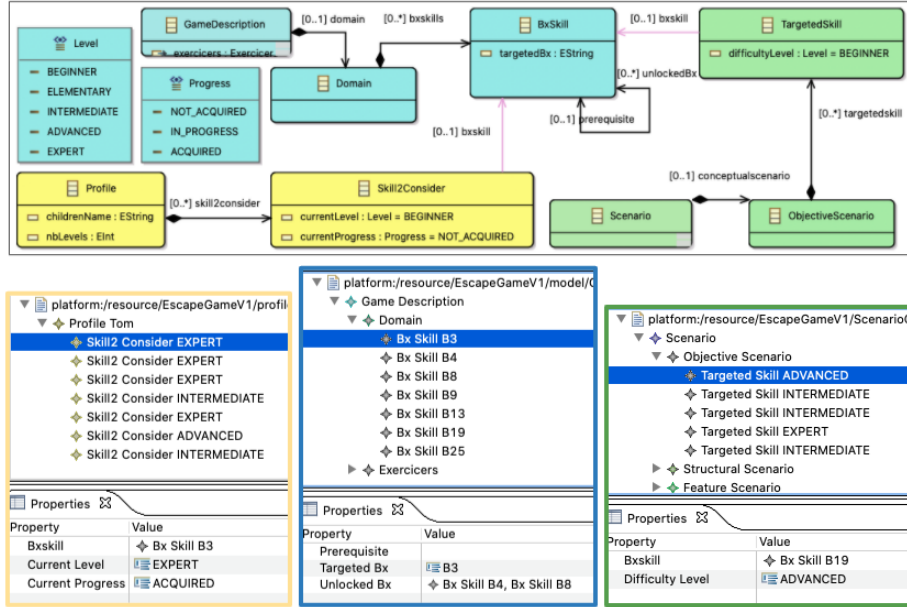 GameDescription
exercicers : Exercicer
[0..1] domain
Domain
[0..*] bxskills
BxSkill
targetedBx : EString
[0..*] unlockedBx
[0..1] prerequisite
[0..1] bxskill
TargetedSkill
difficultyLevel : Level = BEGINNER
[0..*] targetedskill
Level
BEGINNER
ELEMENTARY
INTERMEDIATE
ADVANCED
EXPERT
Progress
NOT_ACQUIRED
IN_PROGRESS
ACQUIRED
[0..1] bxskill
Profile
childrenName : EString
nbLevels : EInt
[0..*] skill2consider
Skill2Consider
currentLevel : Level = BEGINNER
currentProgress : Progress = NOT_ACQUIRED
Scenario
[0..1] conceptualscenario
ObjectiveScenario
platform:/resource/EscapeGameV1/profil
Profile Tom
Skill2 Consider EXPERT
Skill2 Consider EXPERT
Skill2 Consider EXPERT
Skill2 Consider INTERMEDIATE
Skill2 Consider EXPERT
Skill2 Consider ADVANCED
Skill2 Consider INTERMEDIATE
Properties
Property Value
Bxskill Bx Skill B3
Current Level EXPERT
Current Progress ACQUIRED
platform:/resource/EscapeGameV1/model/
Game Description
Domain
Bx Skill B3
Bx Skill B4
Bx Skill B8
Bx Skill B9
Bx Skill B13
Bx Skill B19
Bx Skill B25
Exercicers
Properties
Property Value
Prerequisite
Targeted Bx B3
Unlocked Bx Bx Skill B4, Bx Skill B8
platform:/resource/EscapeGameV1/Scenario
Scenario
Objective Scenario
Targeted Skill ADVANCED
Targeted Skill INTERMEDIATE
Targeted Skill INTERMEDIATE
Targeted Skill EXPERT
Targeted Skill INTERMEDIATE
Structural Scenario
Feature Scenario
Properties
Property Value
Bxskill Bx Skill B19
Difficulty Level ADVANCED